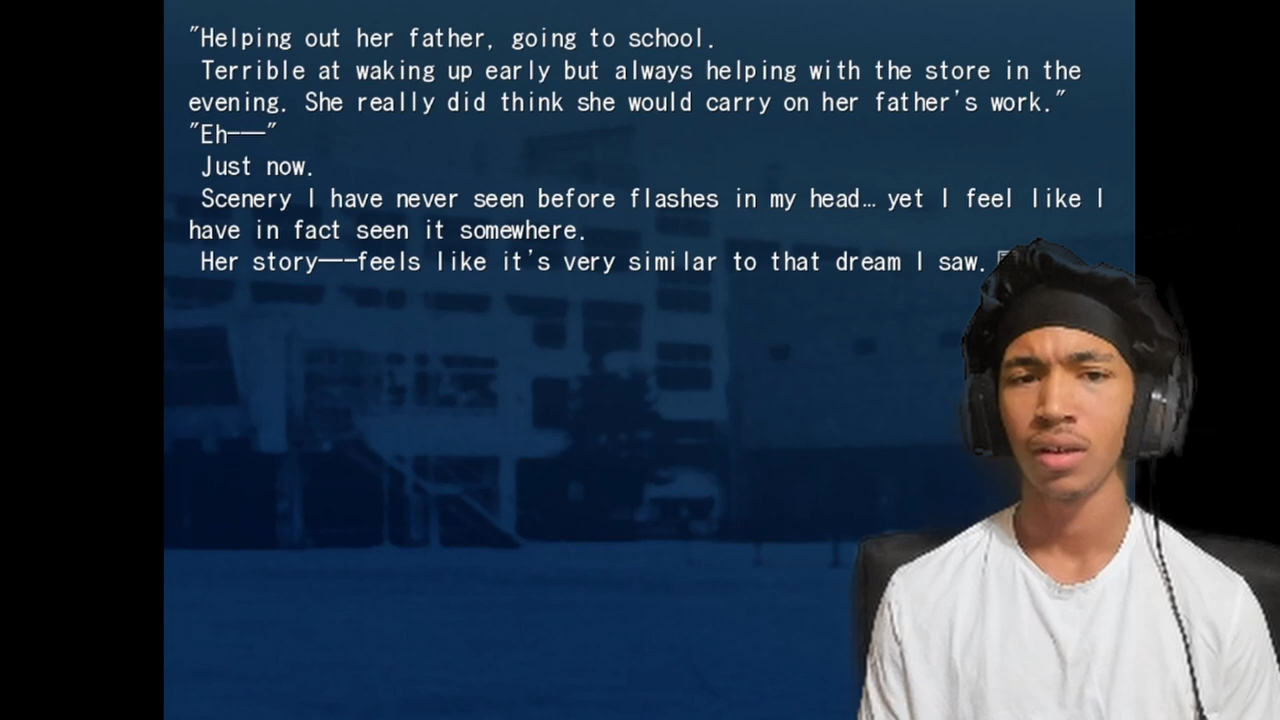 "Helping out her father, going to school.
Terrible at waking up early but always helping with the store in the
evening. She really did think she would carry on her father's work."
"Eh───"
Just now.
Scenery I have never seen before flashes in my head… yet I feel like I
have in fact seen it somewhere.
Her story───feels like it's very similar to that dream I saw.